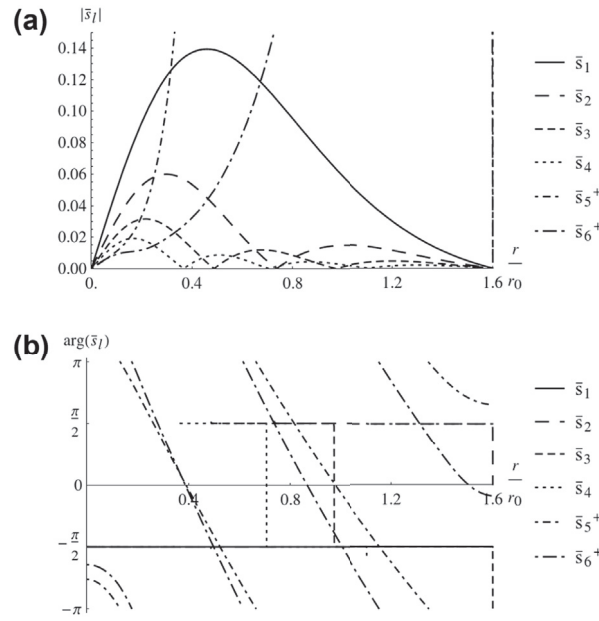 (a)
|s̄_l|
0.14
0.12
0.10
0.08
0.06
0.04
0.02
0.00
0.
0.4
0.8
1.2
1.6
r
r₀
s̄₁
s̄₂
s̄₃
s̄₄
s̄₅⁺
s̄₆⁺
(b)
arg(s̄_l)
π
π
2
0
−π
2
−π
0.4
0.8
1.2
1.6
r
r₀
s̄₁
s̄₂
s̄₃
s̄₄
s̄₅⁺
s̄₆⁺